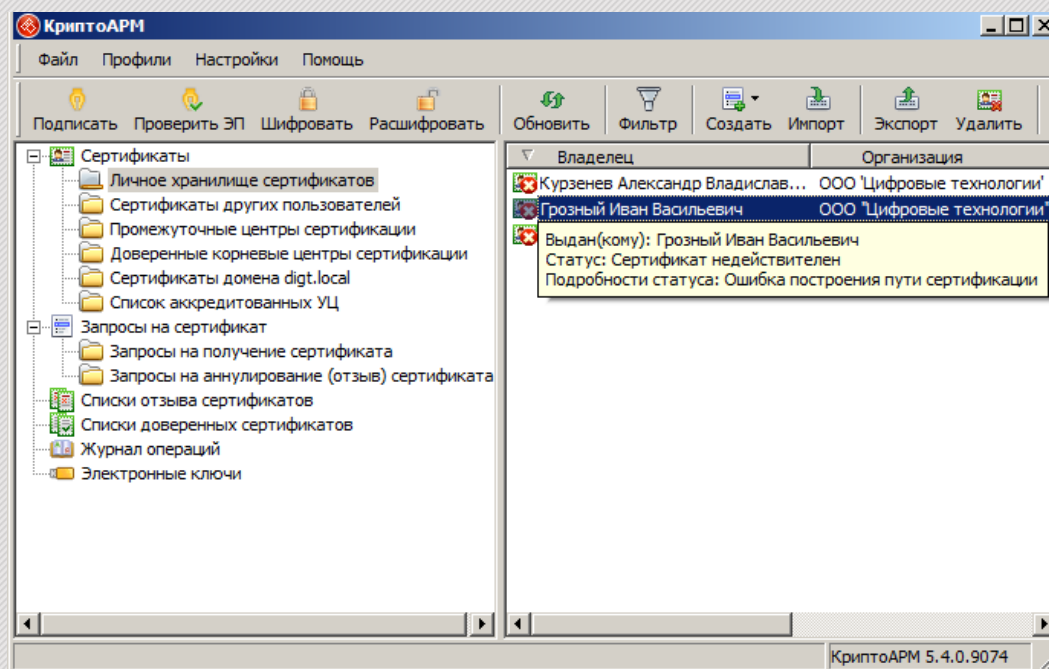 КриптоАРМ
Файл Профили Настройки Помощь
Подписать Проверить ЭП Шифровать Расшифровать Обновить Фильтр Создать Импорт Экспорт Удалить
Сертификаты
Личное хранилище сертификатов
Сертификаты других пользователей
Промежуточные центры сертификации
Доверенные корневые центры сертификации
Сертификаты домена digt.local
Список аккредитованных УЦ
Запросы на сертификат
Запросы на получение сертификата
Запросы на аннулирование (отзыв) сертификата
Списки отзыва сертификатов
Списки доверенных сертификатов
Журнал операций
Электронные ключи
Владелец Организация
Курзенев Александр Владислав... ООО "Цифровые технологии"
Грозный Иван Васильевич ООО "Цифровые технологии"
Выдан(кому): Грозный Иван Васильевич
Статус: Сертификат недействителен
Подробности статуса: Ошибка построения пути сертификации
КриптоАРМ 5.4.0.9074